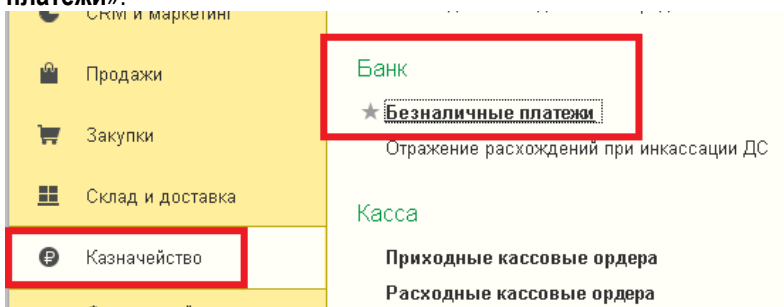 платежи».
CRM и маркетинг
Продажи
Закупки
Склад и доставка
Казначейство
Банк
Безналичные платежи
Отражение расхождений при инкассации ДС
Касса
Приходные кассовые ордера
Расходные кассовые ордера